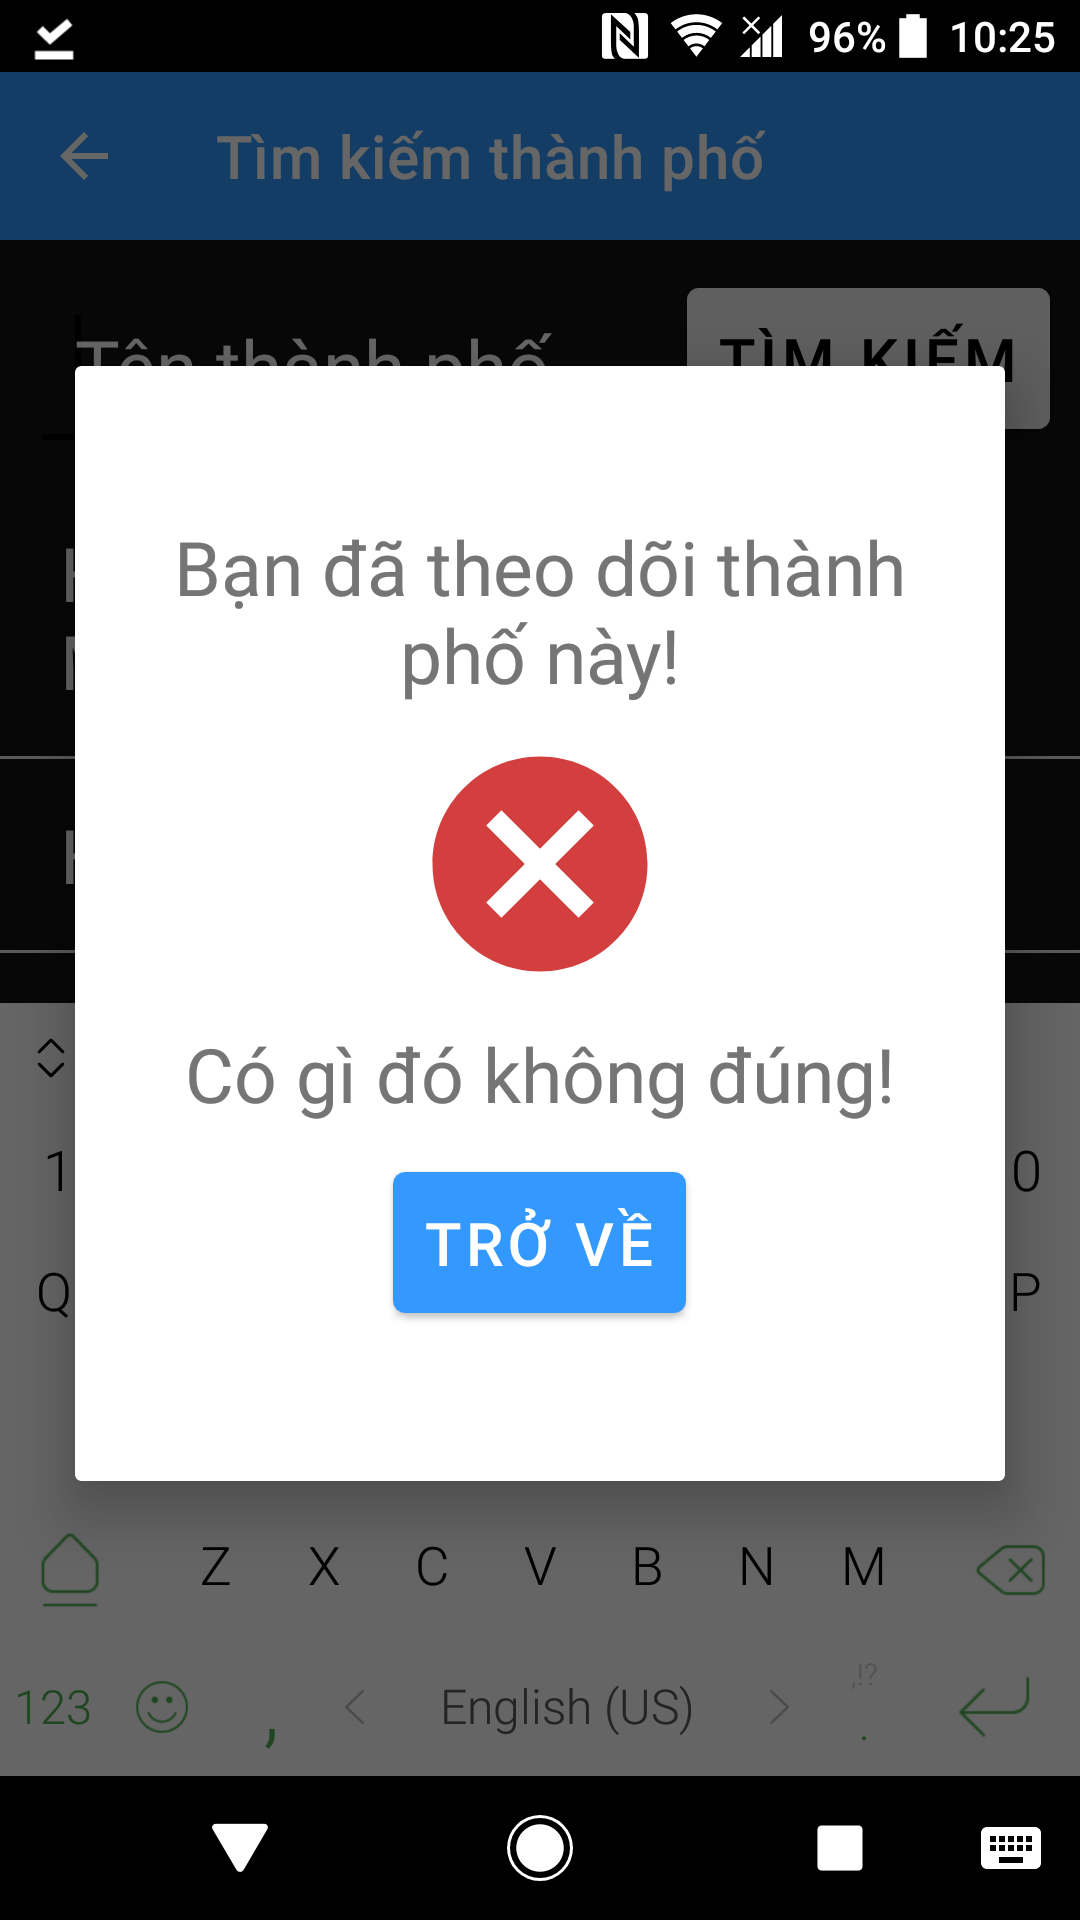 96% 10:25
Tìm kiếm thành phố
Tên thành phố
TÌM KIẾM
Bạn đã theo dõi thành
phố này!
Có gì đó không đúng!
TRỞ VỀ
1 0
Q P
Z X C V B N M
,!?
123 , English (US) .